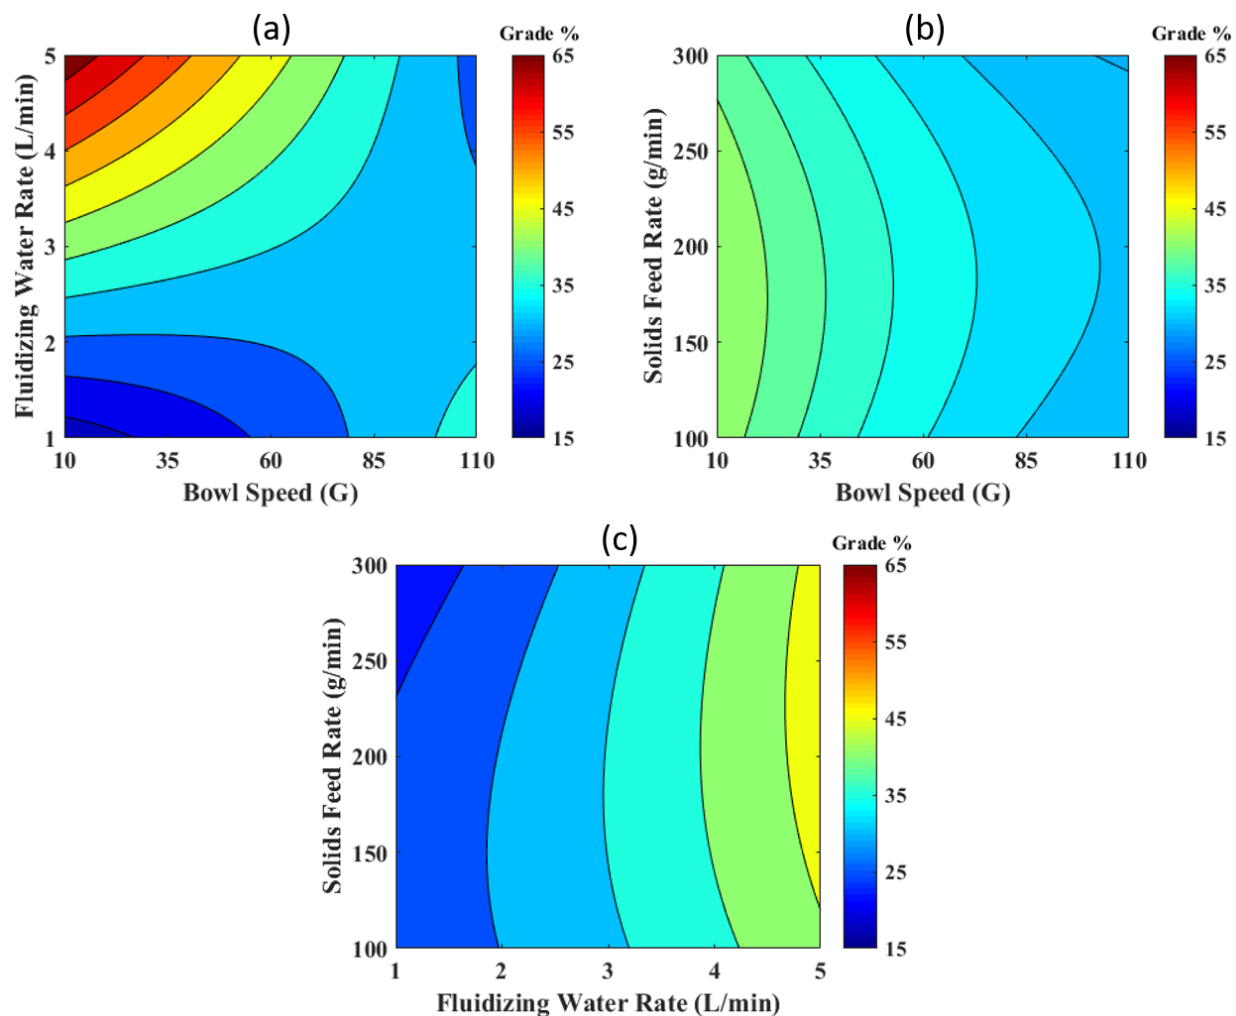 (a)
Grade %
5
4
3
2
1
Fluidizing Water Rate (L/min)
10 35 60 85 110
Bowl Speed (G)
65
55
45
35
25
15
(b)
Grade %
300
250
200
150
100
Solids Feed Rate (g/min)
10 35 60 85 110
Bowl Speed (G)
65
55
45
35
25
15
(c)
Grade %
300
250
200
150
100
Solids Feed Rate (g/min)
1 2 3 4 5
Fluidizing Water Rate (L/min)
65
55
45
35
25
15